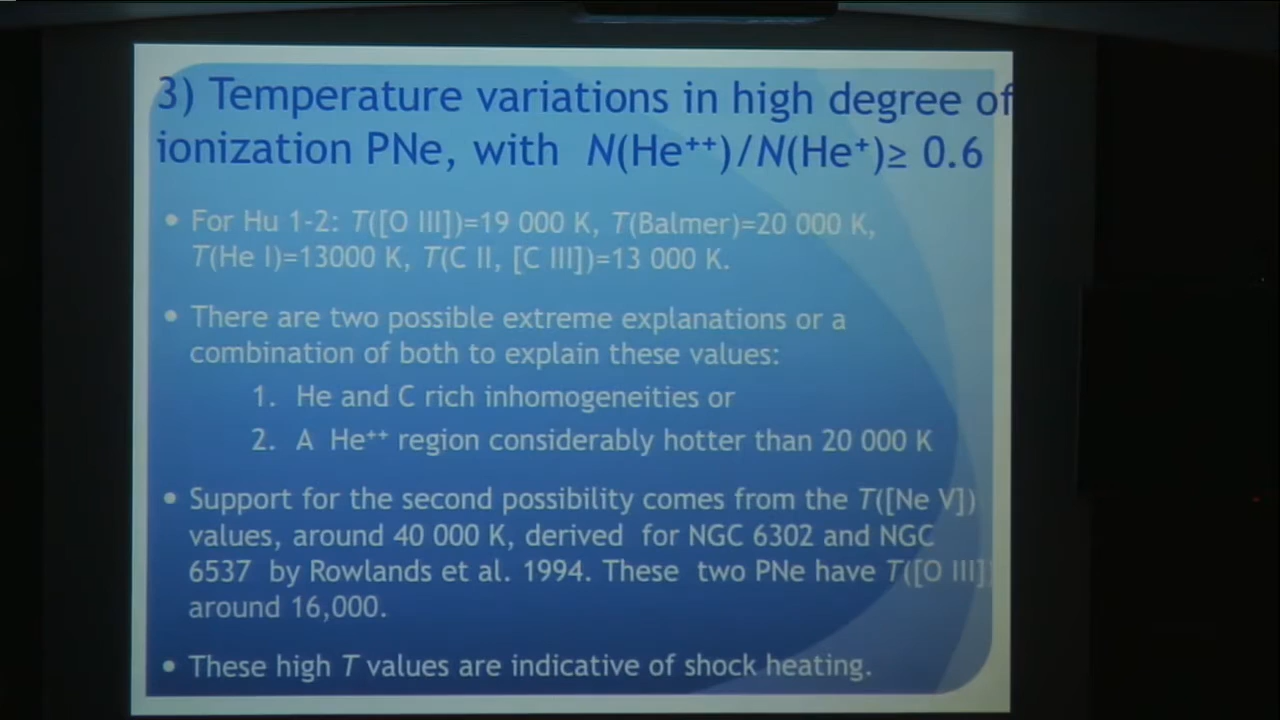 3) Temperature variations in high degree of
ionization PNe, with N(He⁺⁺)/N(He⁺)≥ 0.6
• For Hu 1-2: T([O III])=19 000 K, T(Balmer)=20 000 K,
T(He I)=13000 K, T(C II, [C III])=13 000 K.
• There are two possible extreme explanations or a
combination of both to explain these values:
1. He and C rich inhomogeneities or
2. A He⁺⁺ region considerably hotter than 20 000 K
• Support for the second possibility comes from the T([Ne V])
values, around 40 000 K, derived for NGC 6302 and NGC
6537 by Rowlands et al. 1994. These two PNe have T([O III])
around 16,000.
• These high T values are indicative of shock heating.